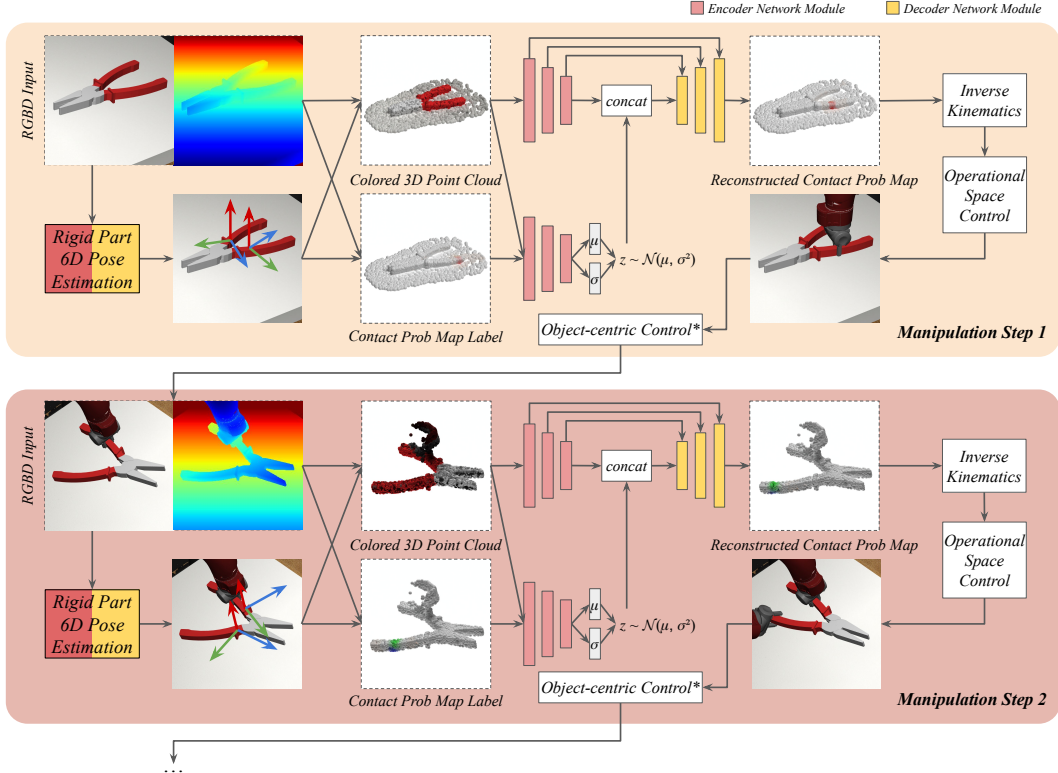 Encoder Network Module
Decoder Network Module
RGBD Input
concat
Inverse
Kinematics
Colored 3D Point Cloud
Reconstructed Contact Prob Map
Operational
Space
Control
Rigid Part
6D Pose
Estimation
μ
σ
z ~ 𝒩(μ, σ²)
Contact Prob Map Label
Object-centric Control*
Manipulation Step 1
RGBD Input
concat
Inverse
Kinematics
Colored 3D Point Cloud
Reconstructed Contact Prob Map
Operational
Space
Control
Rigid Part
6D Pose
Estimation
μ
σ
z ~ 𝒩(μ, σ²)
Contact Prob Map Label
Object-centric Control*
Manipulation Step 2
...